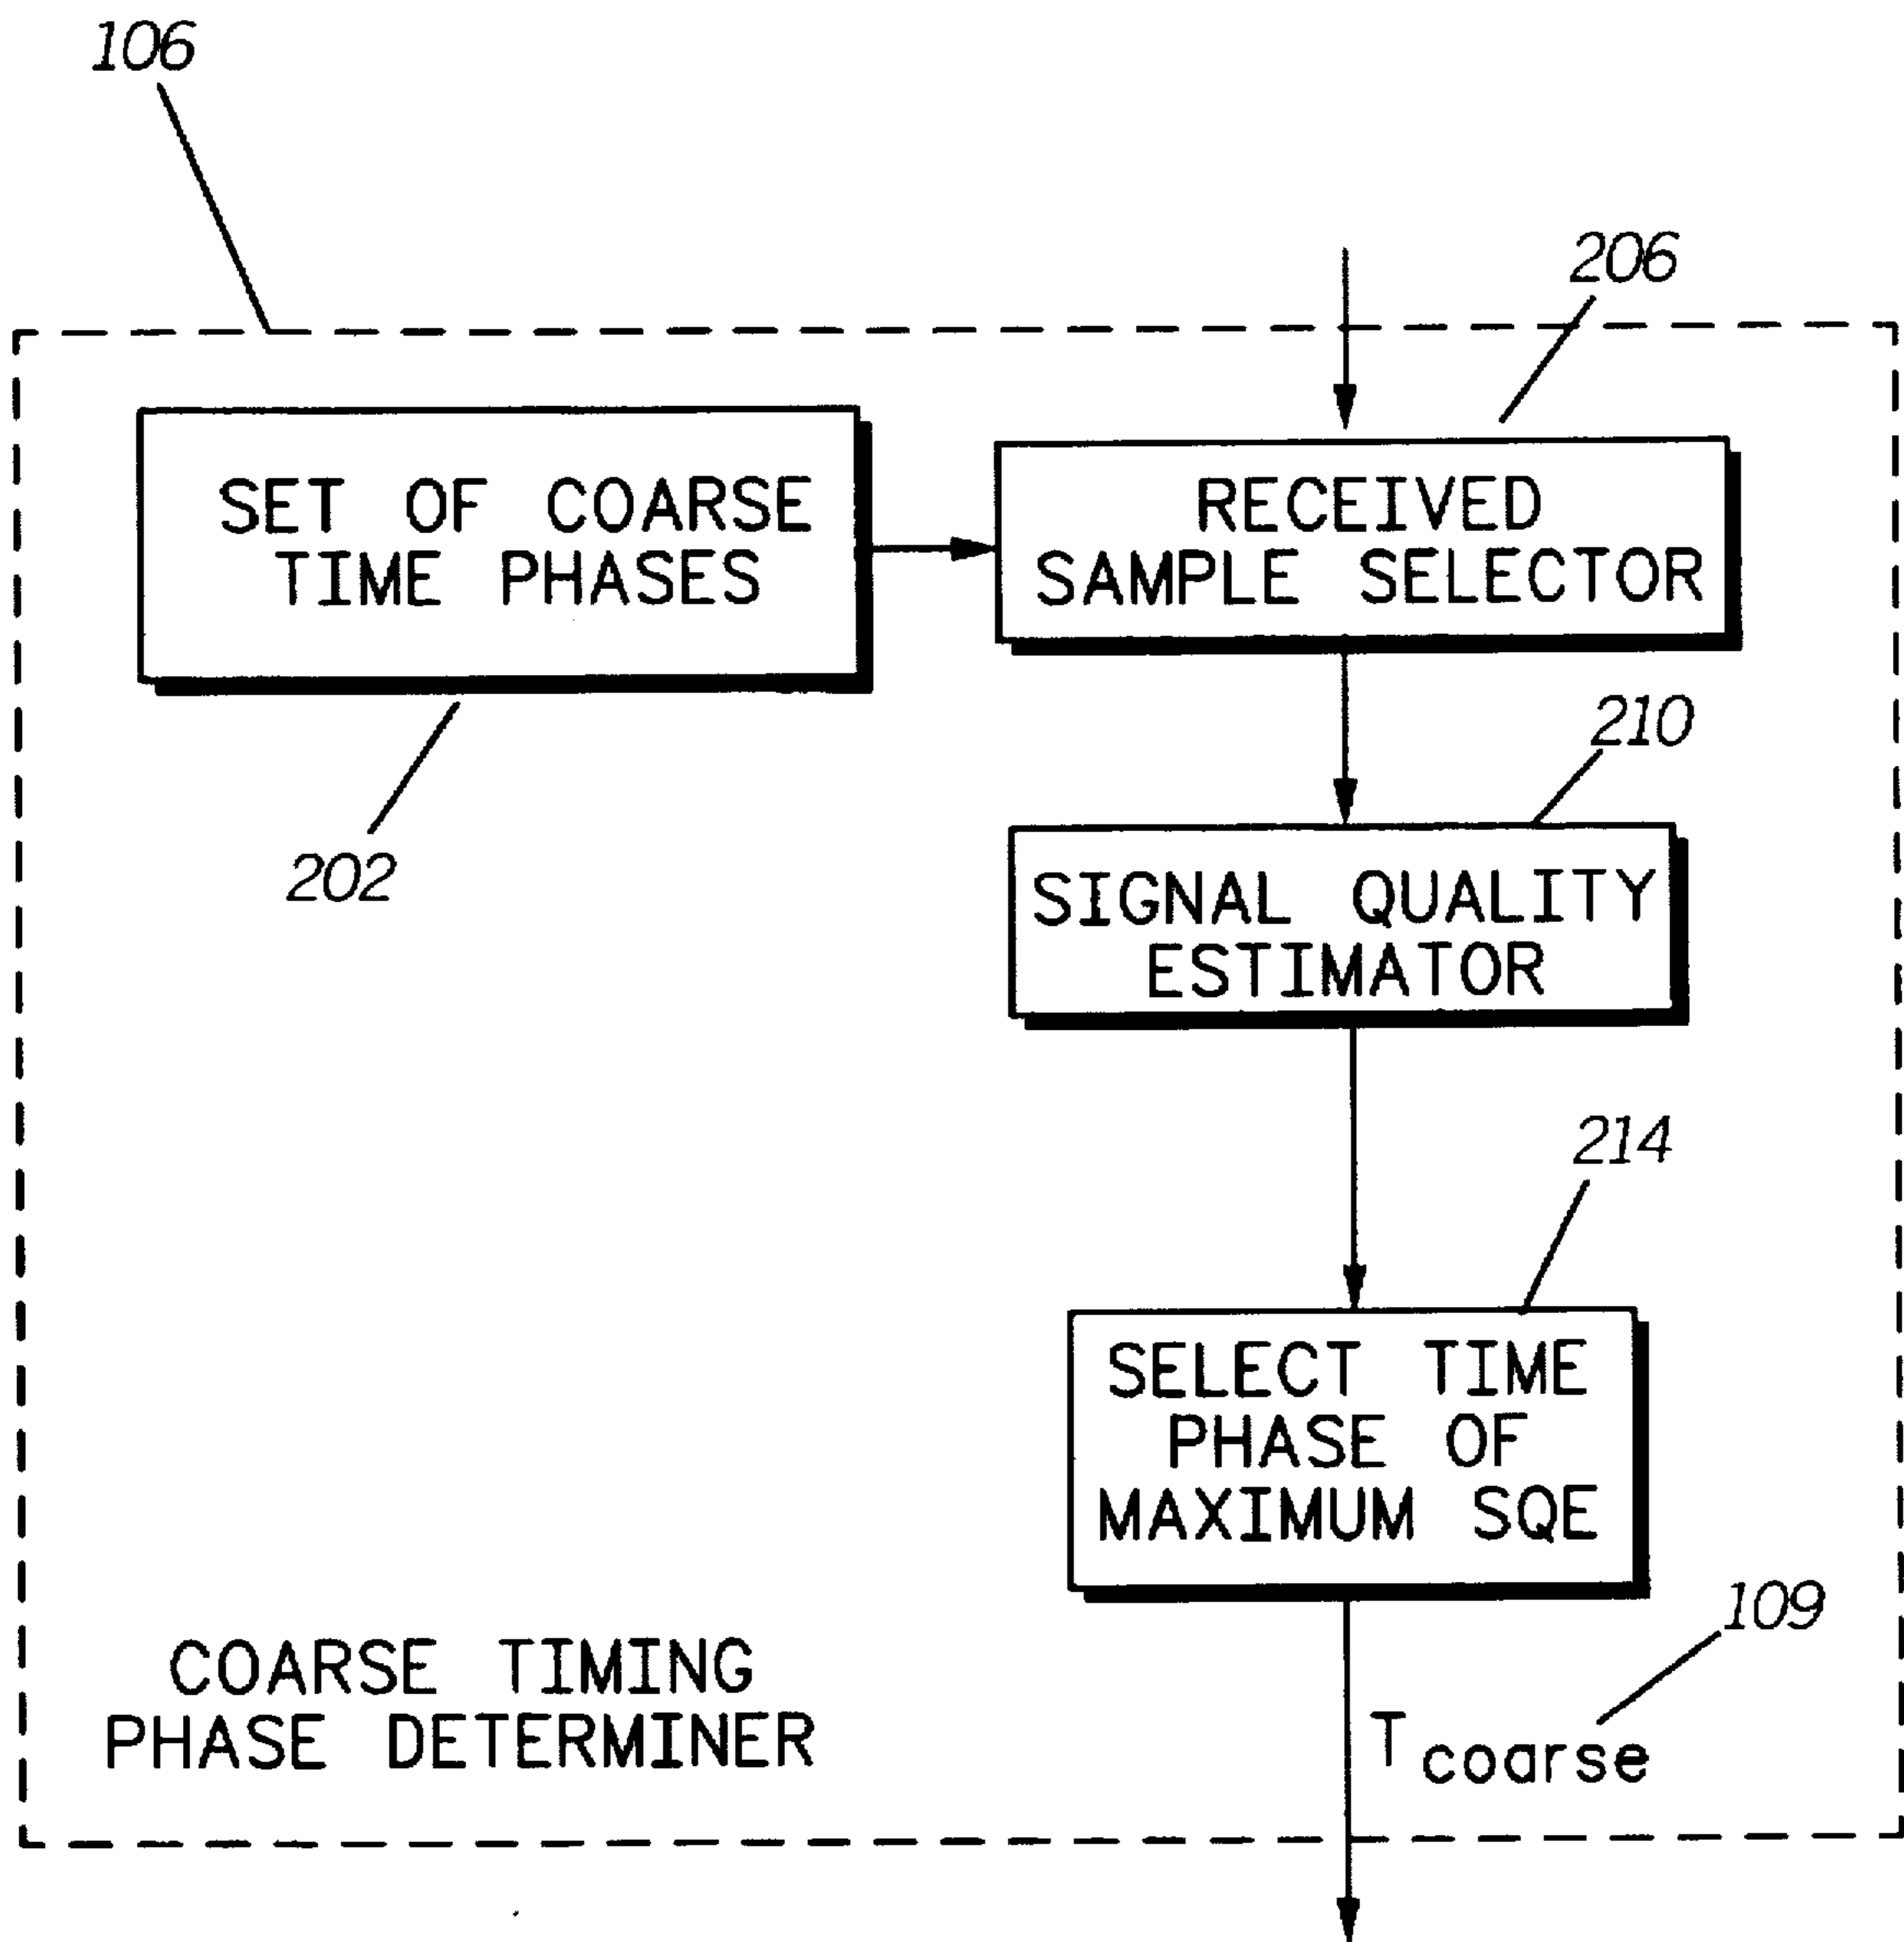 106
206
SET OF COARSE
TIME PHASES
RECEIVED
SAMPLE SELECTOR
202
210
SIGNAL QUALITY
ESTIMATOR
214
SELECT TIME
PHASE OF
MAXIMUM SQE
109
COARSE TIMING
PHASE DETERMINER
T coarse